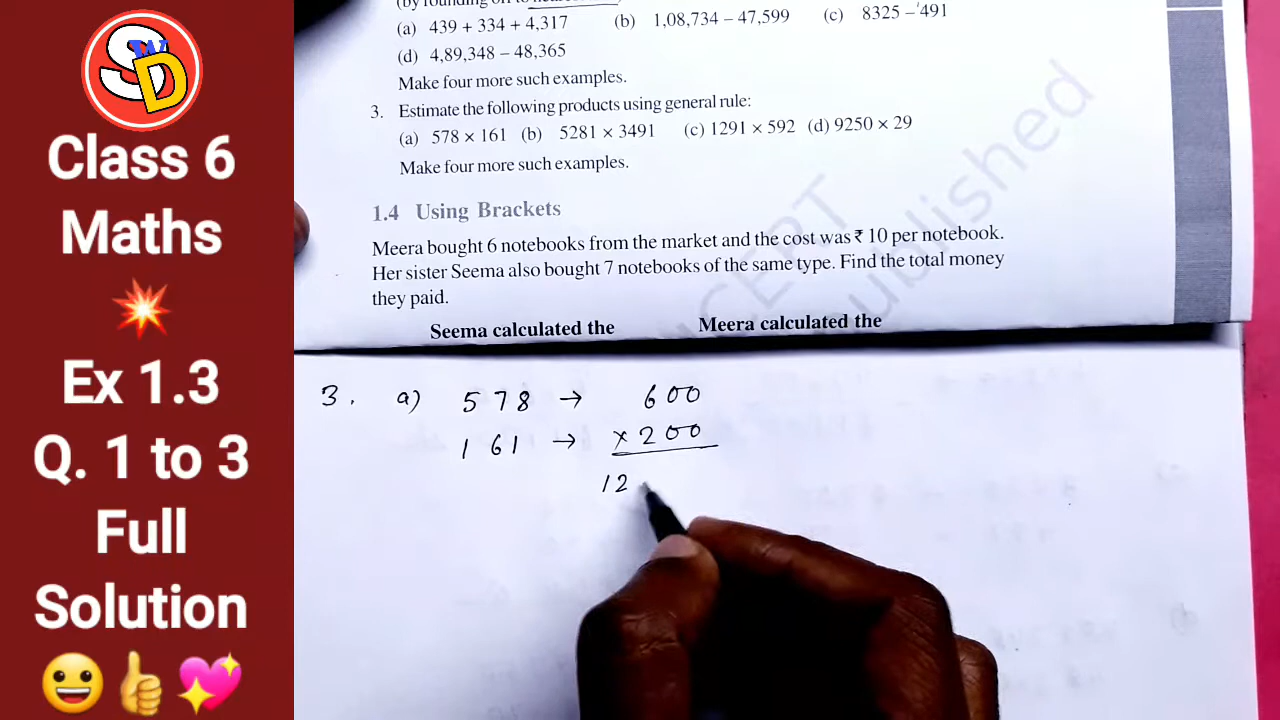 SWD
Class 6
Maths
💥
Ex 1.3
Q. 1 to 3
Full
Solution
😀👍💖
(by rounding off to
(a) 439 + 334 + 4,317 (b) 1,08,734 – 47,599 (c) 8325 – 491
(d) 4,89,348 – 48,365
Make four more such examples.
3. Estimate the following products using general rule:
(a) 578 × 161 (b) 5281 × 3491 (c) 1291 × 592 (d) 9250 × 29
Make four more such examples.
1.4 Using Brackets
Meera bought 6 notebooks from the market and the cost was ₹ 10 per notebook.
Her sister Seema also bought 7 notebooks of the same type. Find the total money
they paid.
Seema calculated the Meera calculated the
3. a) 578 → 600
161 → × 200
12